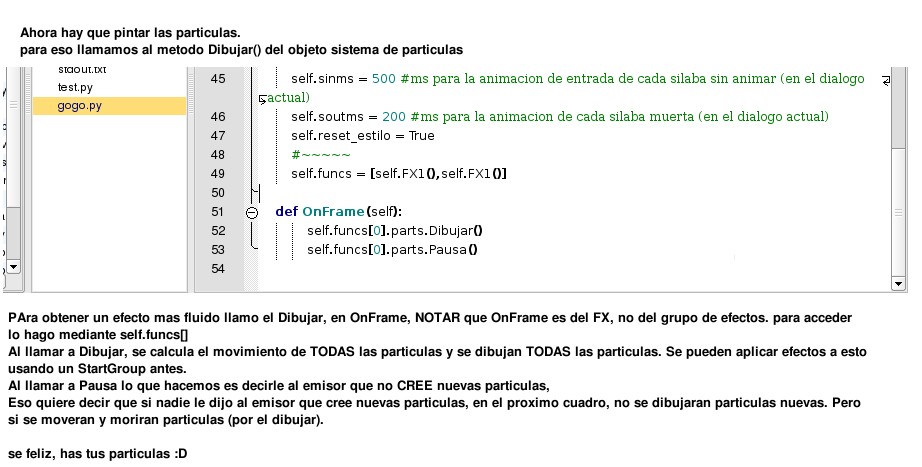 Ahora hay que pintar las particulas.
para eso llamamos al metodo Dibujar() del objeto sistema de particulas
stdout.txt
test.py
gogo.py
45 self.sinms = 500 #ms para la animacion de entrada de cada silaba sin animar (en el dialogo
actual)
46 self.soutms = 200 #ms para la animacion de cada silaba muerta (en el dialogo actual)
47 self.reset_estilo = True
48 #~~~~~
49 self.funcs = [self.FX1(),self.FX1()]
50
51 def OnFrame(self):
52 self.funcs[0].parts.Dibujar()
53 self.funcs[0].parts.Pausa()
54
PAra obtener un efecto mas fluido llamo el Dibujar, en OnFrame, NOTAR que OnFrame es del FX, no del grupo de efectos. para acceder
lo hago mediante self.funcs[]
Al llamar a Dibujar, se calcula el movimiento de TODAS las particulas y se dibujan TODAS las particulas. Se pueden aplicar efectos a esto
usando un StartGroup antes.
Al llamar a Pausa lo que hacemos es decirle al emisor que no CREE nuevas particulas,
Eso quiere decir que si nadie le dijo al emisor que cree nuevas particulas, en el proximo cuadro, no se dibujaran particulas nuevas. Pero
si se moveran y moriran particulas (por el dibujar).
se feliz, has tus particulas :D